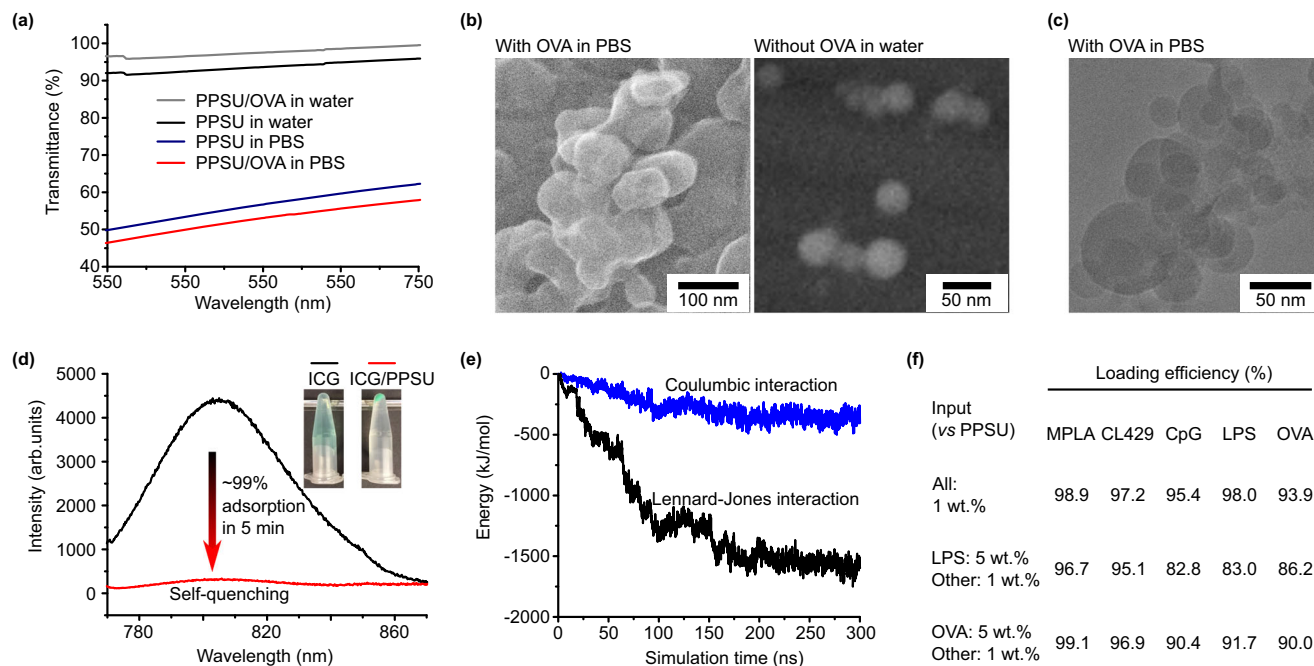 (a)
100
90
80
70
60
50
40
Transmittance (%)
PPSU/OVA in water
PPSU in water
PPSU in PBS
PPSU/OVA in PBS
550 550 550 550 550 750
Wavelength (nm)
(b)
With OVA in PBS
100 nm
Without OVA in water
50 nm
(c)
With OVA in PBS
50 nm
(d)
5000
4000
3000
2000
1000
0
Intensity (arb.units)
ICG ICG/PPSU
~99%
adsorption
in 5 min
Self-quenching
780 820 860
Wavelength (nm)
(e)
0
-500
-1000
-1500
-2000
Energy (kJ/mol)
Coulumbic interaction
Lennard-Jones interaction
0 50 100 150 200 250 300
Simulation time (ns)
(f)
Loading efficiency (%)
Input
(vs PPSU)
MPLA CL429 CpG LPS OVA
All:
1 wt.%
98.9 97.2 95.4 98.0 93.9
LPS: 5 wt.%
Other: 1 wt.%
96.7 95.1 82.8 83.0 86.2
OVA: 5 wt.%
Other: 1 wt.%
99.1 96.9 90.4 91.7 90.0